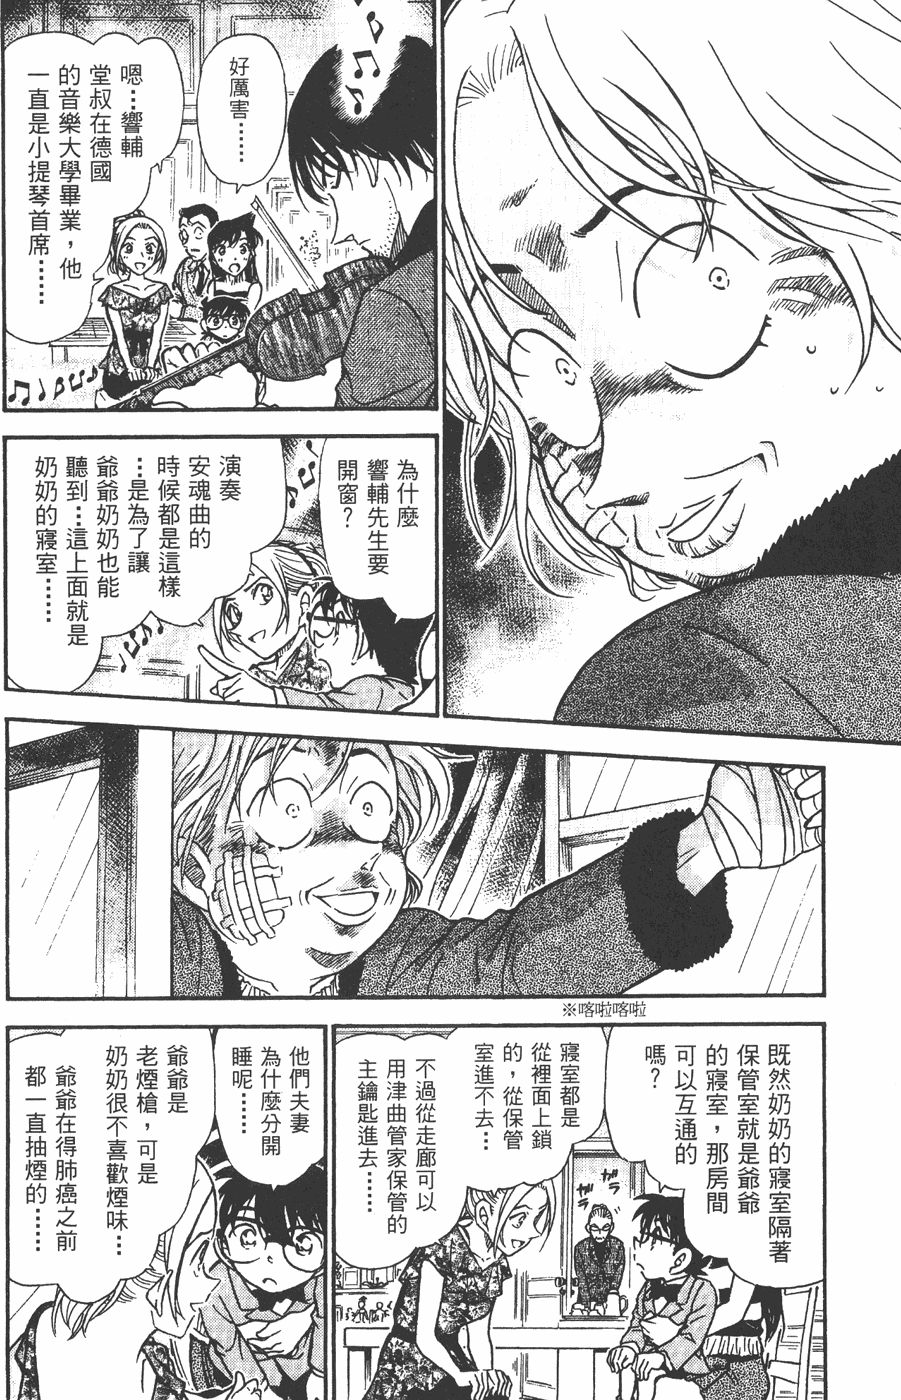 好厲害……
嗯…響輔
堂叔在德國
的音樂大學畢業，他
一直是小提琴首席……
為什麼
響輔先生要
開窗？
演奏
安魂曲的
時候都是這樣
…是為了讓
爺爺奶奶也能
聽到…這上面就是
奶奶的寢室……
※喀啦喀啦
既然奶奶的寢室隔著
保管室就是爺爺
的寢室，那房間
可以互通的
嗎？
寢室都是
從裡面上鎖
的，從保管
室進不去…
不過從走廊可以
用津曲管家保管的
主鑰匙進去……
ガラ
ガラ
他們夫妻
為什麼分開
睡呢……
爺爺是
老煙槍，可是
奶奶很不喜歡煙味…
爺爺在得肺癌之前
都一直抽煙的……